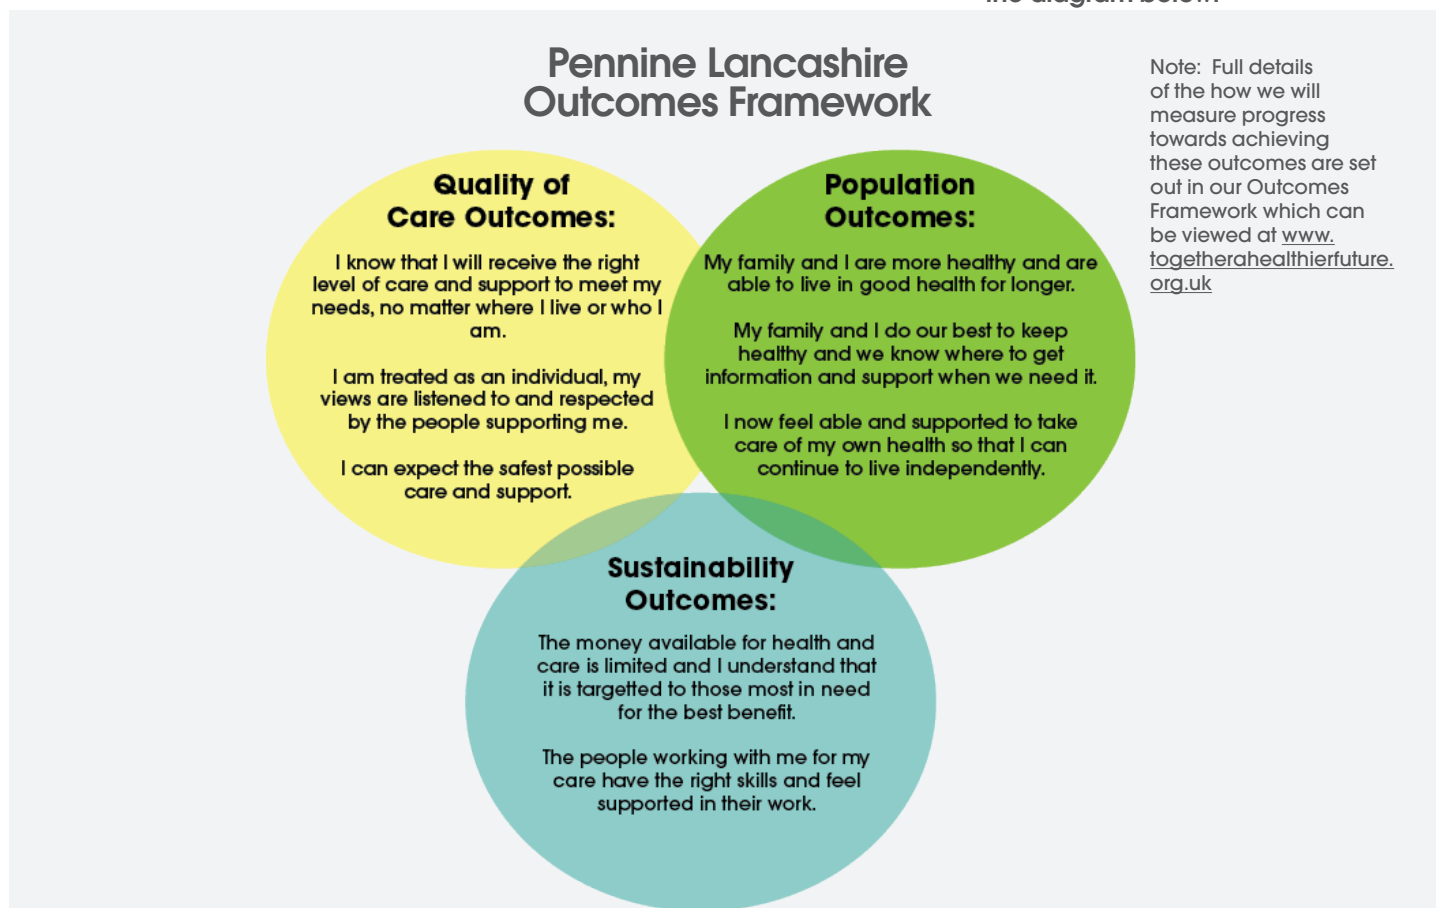 the diagram below:
Pennine Lancashire
Outcomes Framework
Note: Full details
of the how we will
measure progress
towards achieving
these outcomes are set
out in our Outcomes
Framework which can
be viewed at www.
togetherahealthierfuture.
org.uk
Quality of
Care Outcomes:
I know that I will receive the right
level of care and support to meet my
needs, no matter where I live or who I
am.
I am treated as an individual, my
views are listened to and respected
by the people supporting me.
I can expect the safest possible
care and support.
Population
Outcomes:
My family and I are more healthy and are
able to live in good health for longer.
My family and I do our best to keep
healthy and we know where to get
information and support when we need it.
I now feel able and supported to take
care of my own health so that I can
continue to live independently.
Sustainability
Outcomes:
The money available for health and
care is limited and I understand that
it is targetted to those most in need
for the best benefit.
The people working with me for my
care have the right skills and feel
supported in their work.